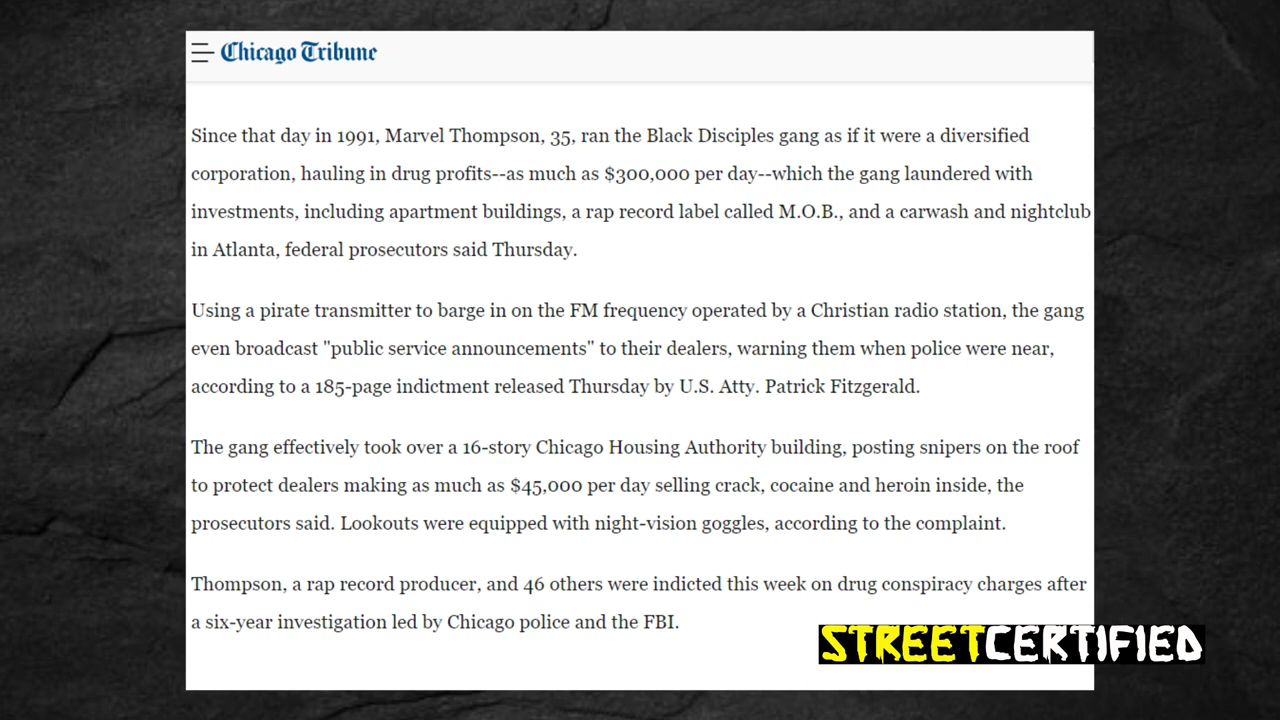 Chicago Tribune
Since that day in 1991, Marvel Thompson, 35, ran the Black Disciples gang as if it were a diversified
corporation, hauling in drug profits--as much as $300,000 per day--which the gang laundered with
investments, including apartment buildings, a rap record label called M.O.B., and a carwash and nightclub
in Atlanta, federal prosecutors said Thursday.
Using a pirate transmitter to barge in on the FM frequency operated by a Christian radio station, the gang
even broadcast "public service announcements" to their dealers, warning them when police were near,
according to a 185-page indictment released Thursday by U.S. Atty. Patrick Fitzgerald.
The gang effectively took over a 16-story Chicago Housing Authority building, posting snipers on the roof
to protect dealers making as much as $45,000 per day selling crack, cocaine and heroin inside, the
prosecutors said. Lookouts were equipped with night-vision goggles, according to the complaint.
Thompson, a rap record producer, and 46 others were indicted this week on drug conspiracy charges after
a six-year investigation led by Chicago police and the FBI.
STREETCERTIFIED